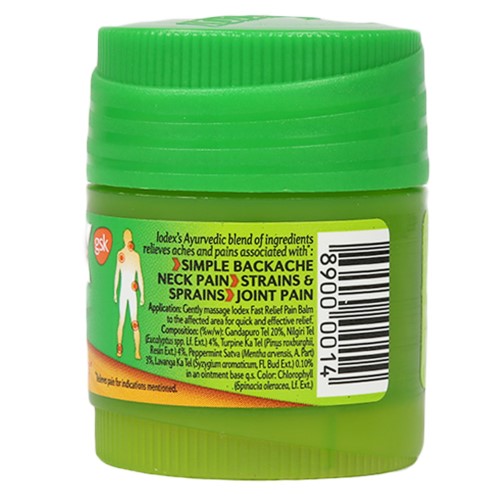 gsk
Iodex's Ayurvedic blend of ingredients
relieves aches and pains associated with*:
SIMPLE BACKACHE
NECK PAIN STRAINS &
SPRAINS JOINT PAIN
Application: Gently massage Iodex Fast Relief Pain Balm
to the affected area for quick and effective relief.
Composition: (%w/w): Gandapuro Tel 20%, Nilgiri Tel
(Eucalyptus spp. Lf. Ext.) 4%, Turpine Ka Tel (Pinus roxburghii,
Resin Ext.) 4%, Peppermint Satva (Mentha arvensis, A. Part)
3%, Lavanga Ka Tel (Syzygium aromaticum, Fl. Bud Ext.) 0.10%
in an ointment base q.s. Color: Chlorophyll
(Spinacia oleracea, Lf. Ext.)
*Relieves pain for indications mentioned.
8900 0014